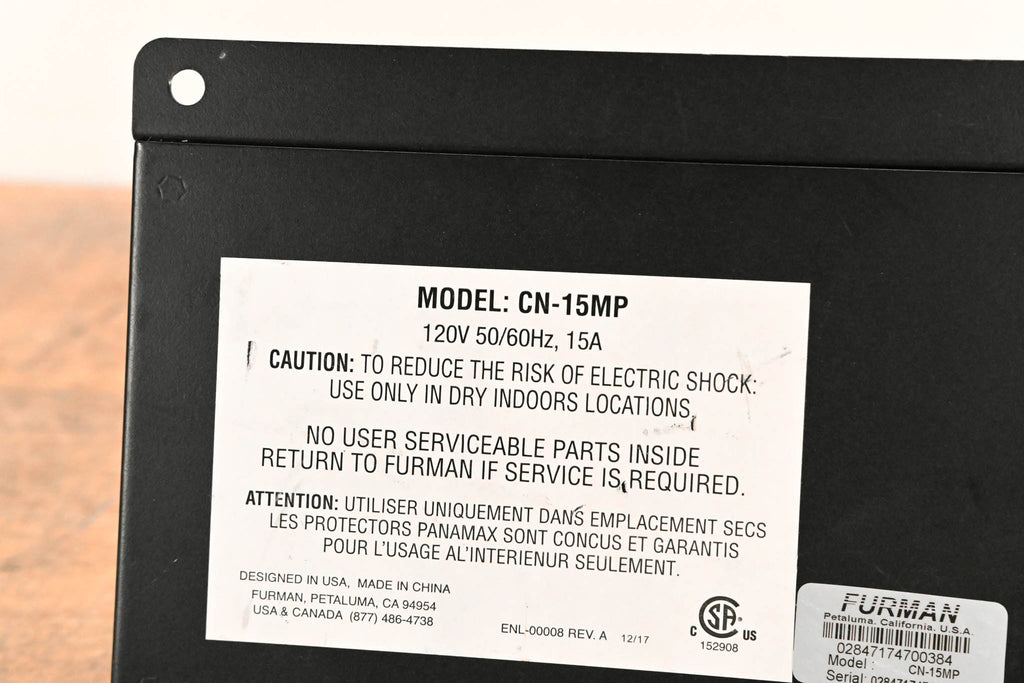 MODEL: CN-15MP
120V 50/60Hz, 15A
CAUTION: TO REDUCE THE RISK OF ELECTRIC SHOCK:
USE ONLY IN DRY INDOORS LOCATIONS.
NO USER SERVICEABLE PARTS INSIDE
RETURN TO FURMAN IF SERVICE IS REQUIRED.
ATTENTION: UTILISER UNIQUEMENT DANS EMPLACEMENT SECS
LES PROTECTORS PANAMAX SONT CONCUS ET GARANTIS
POUR L'USAGE AL'INTERIENUR SEULEMENT.
DESIGNED IN USA, MADE IN CHINA
FURMAN, PETALUMA, CA 94954
USA & CANADA (877) 486-4738
ENL-00008 REV. A 12/17
C SA US
152908
FURMAN
Petaluma, California, U.S.A.
02847174700384
Model : CN-15MP
Serial: